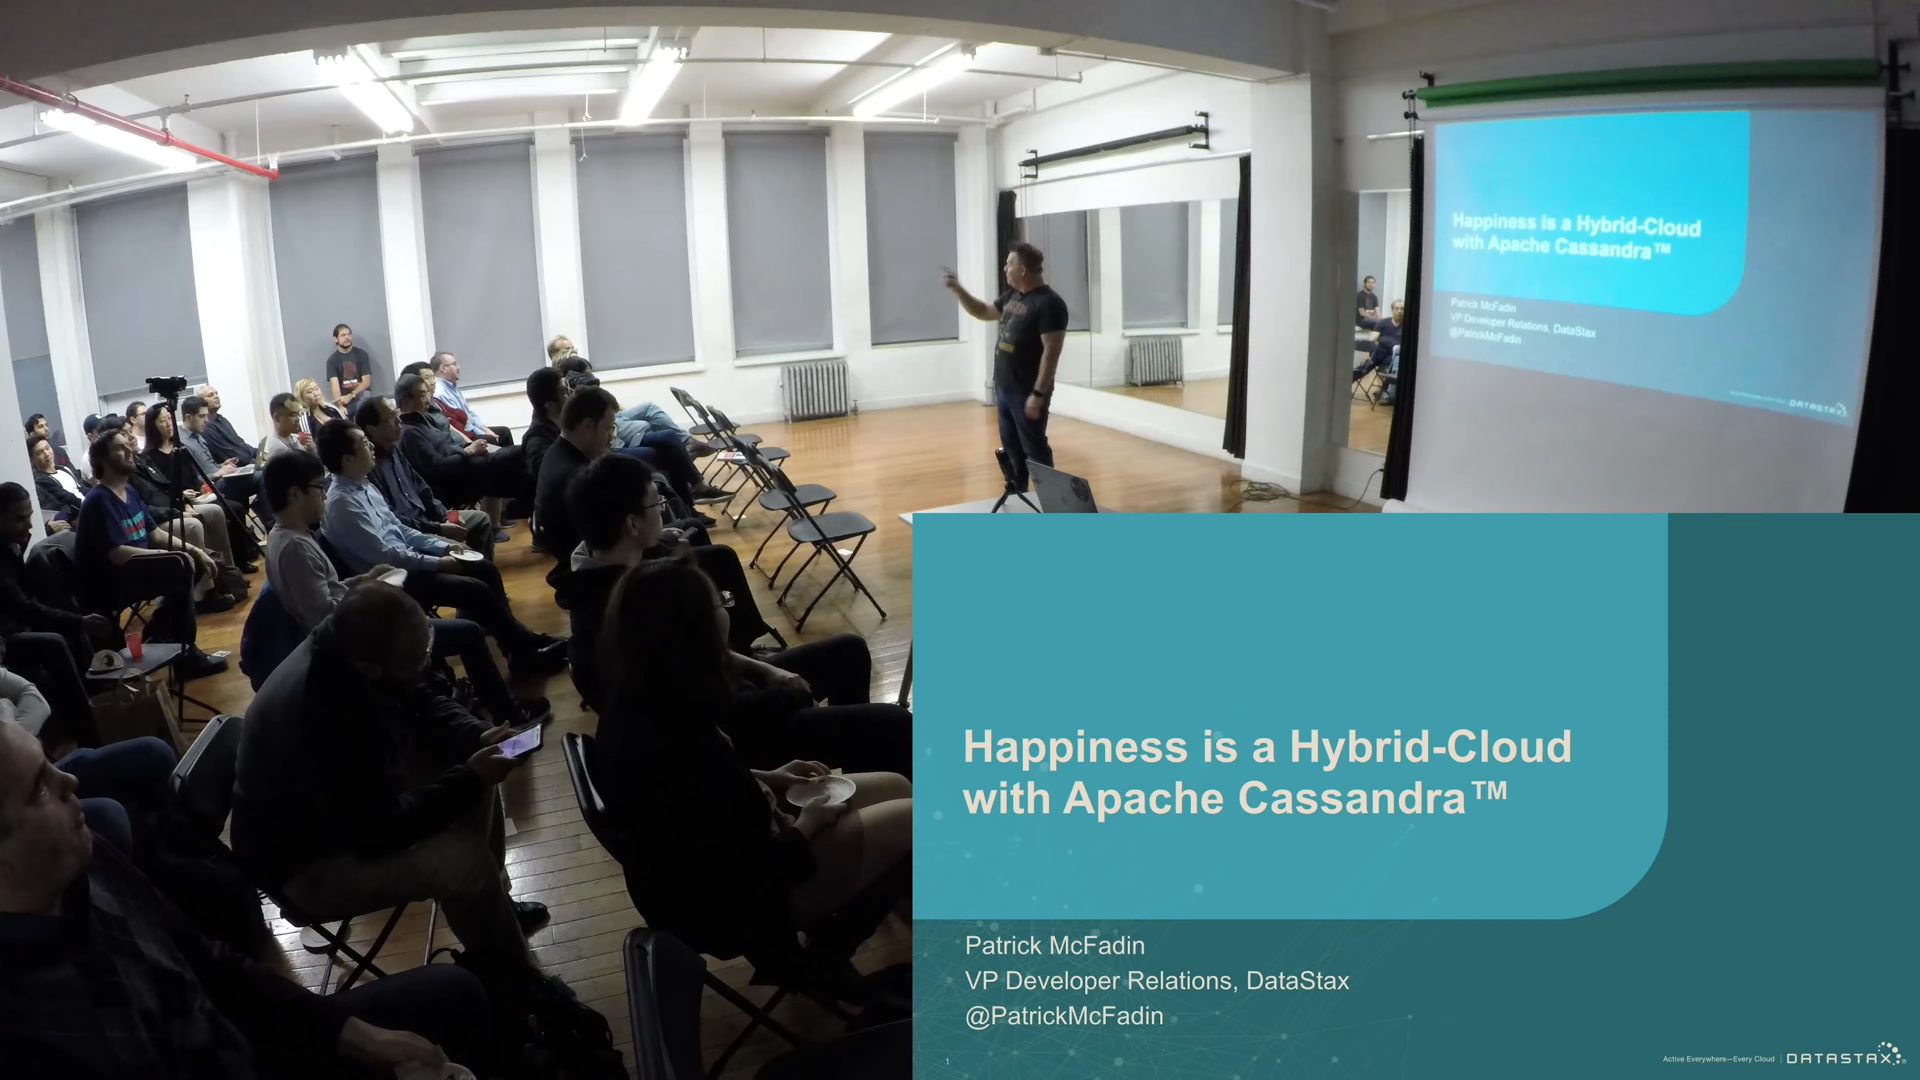 Happiness is a Hybrid-Cloud
with Apache Cassandra™
Patrick McFadin
VP Developer Relations, DataStax
@PatrickMcFadin
DATASTAX
Happiness is a Hybrid-Cloud
with Apache Cassandra™
Patrick McFadin
VP Developer Relations, DataStax
@PatrickMcFadin
1
Active Everywhere—Every Cloud | DATASTAX